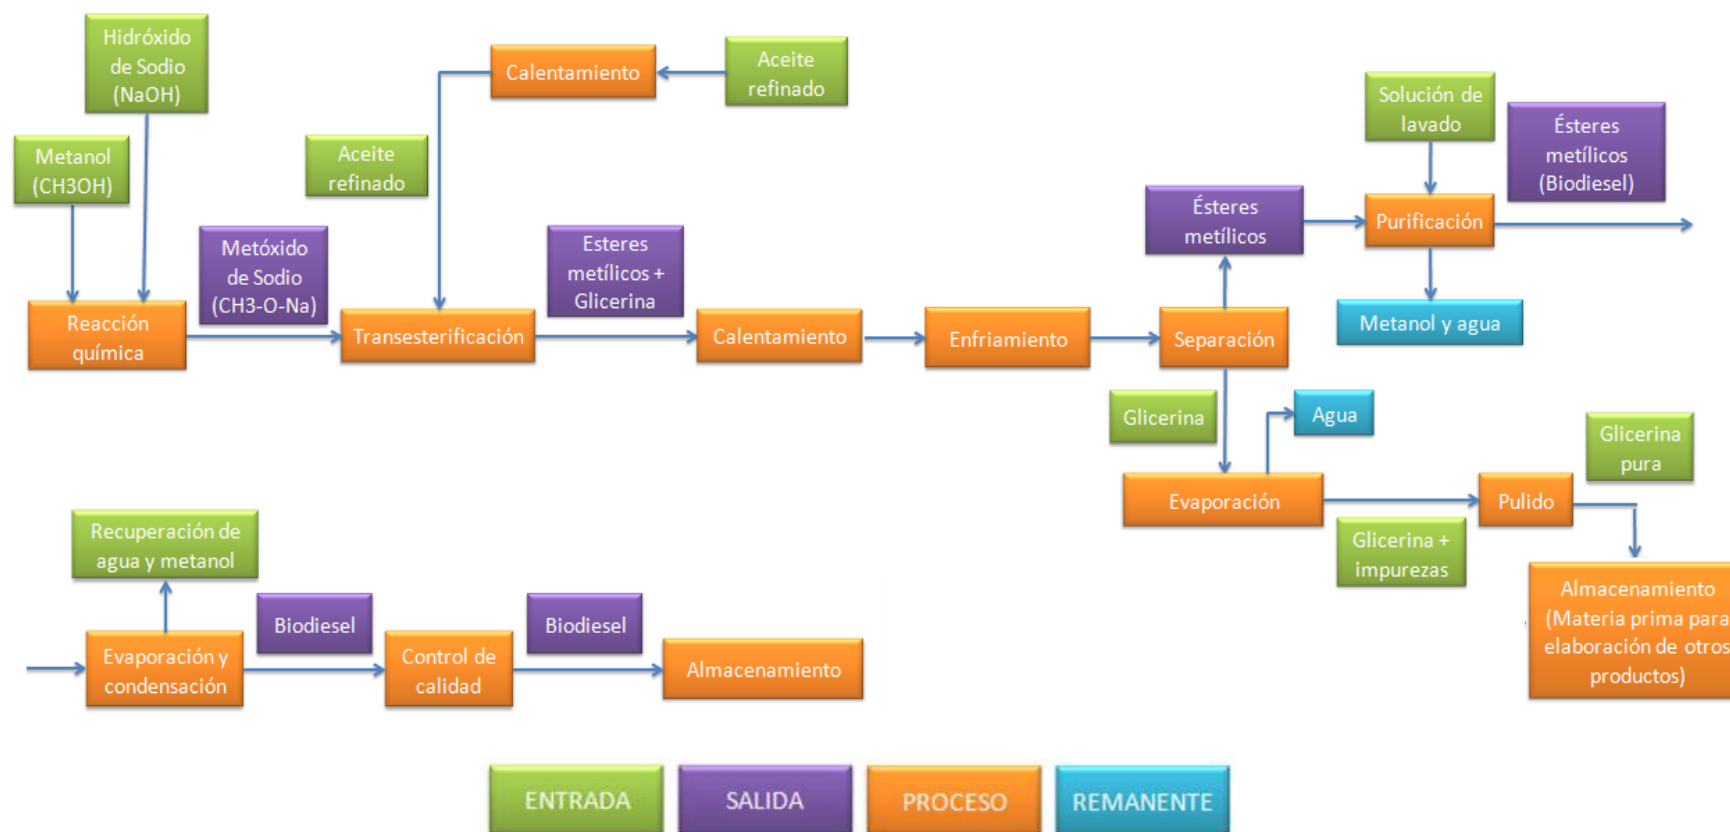 Hidróxido
de Sodio
(NaOH)
Metanol
(CH3OH)
Reacción
química
Metóxido
de Sodio
(CH3-O-Na)
Calentamiento
Aceite
refinado
Aceite
refinado
Transesterificación
Esteres
metílicos +
Glicerina
Calentamiento
Enfriamiento
Separación
Ésteres
metílicos
Solución de
lavado
Purificación
Ésteres
metílicos
(Biodiesel)
Metanol y agua
Glicerina
Agua
Evaporación
Glicerina +
impurezas
Pulido
Glicerina
pura
Almacenamiento
(Materia prima para
elaboración de otros
productos)
Recuperación de
agua y metanol
Evaporación y
condensación
Biodiesel
Control de
calidad
Biodiesel
Almacenamiento
ENTRADA
SALIDA
PROCESO
REMANENTE